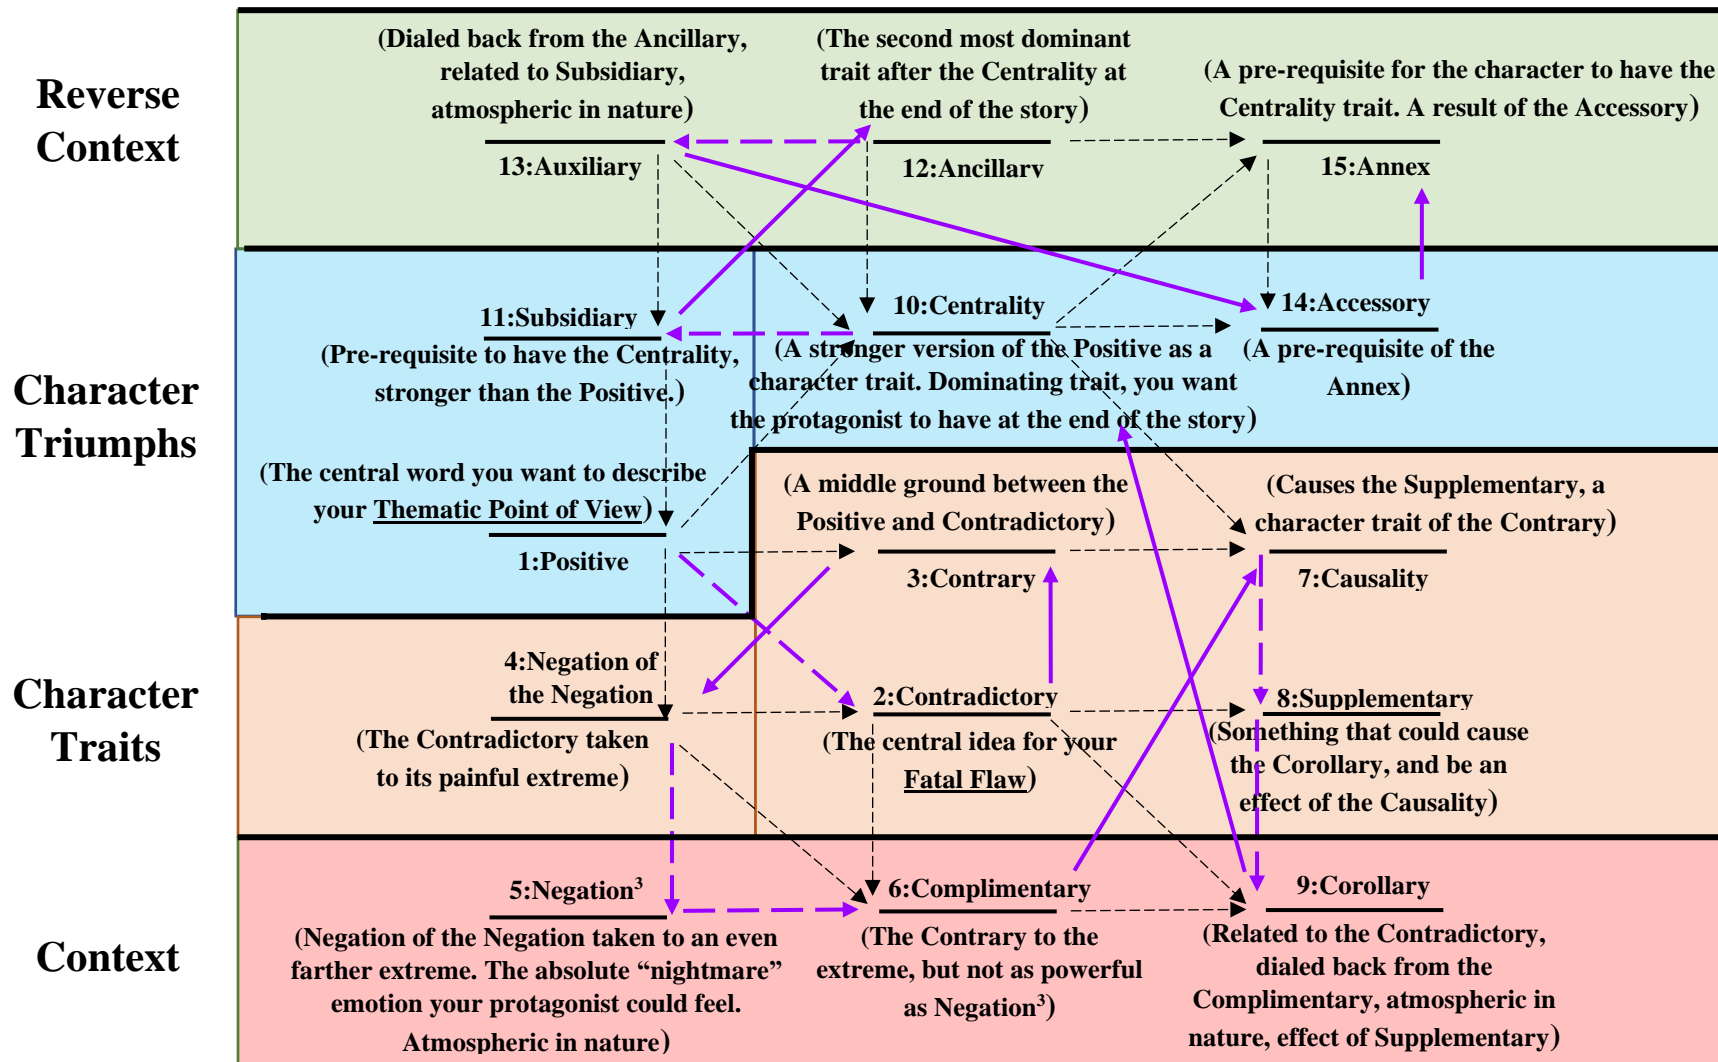 Reverse
Context
(Dialed back from the Ancillary,
related to Subsidiary,
atmospheric in nature)
13:Auxiliary
(The second most dominant
trait after the Centrality at
the end of the story)
12:Ancillary
(A pre-requisite for the character to have the
Centrality trait. A result of the Accessory)
15:Annex
Character
Triumphs
11:Subsidiary
(Pre-requisite to have the Centrality,
stronger than the Positive.)
10:Centrality
(A stronger version of the Positive as a
character trait. Dominating trait, you want
the protagonist to have at the end of the story)
14:Accessory
(A pre-requisite of the
Annex)
(The central word you want to describe
your Thematic Point of View)
1:Positive
(A middle ground between the
Positive and Contradictory)
3:Contrary
(Causes the Supplementary, a
character trait of the Contrary)
7:Causality
Character
Traits
4:Negation of
the Negation
(The Contradictory taken
to its painful extreme)
2:Contradictory
(The central idea for your
Fatal Flaw)
8:Supplementary
(Something that could cause
the Corollary, and be an
effect of the Causality)
Context
5:Negation³
(Negation of the Negation taken to an even
farther extreme. The absolute “nightmare”
emotion your protagonist could feel.
Atmospheric in nature)
6:Complimentary
(The Contrary to the
extreme, but not as powerful
as Negation³)
9:Corollary
(Related to the Contradictory,
dialed back from the
Complimentary, atmospheric in
nature, effect of Supplementary)